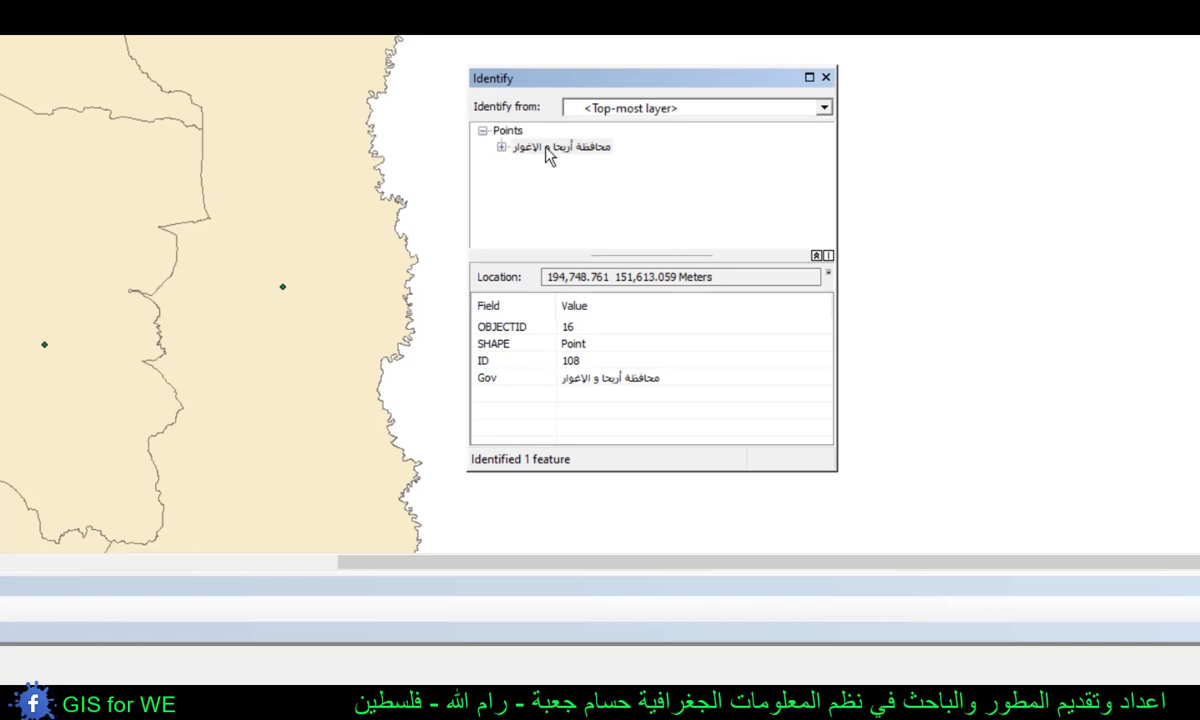 Identify
Identify from: <Top-most layer>
Points
محافظة أريحا و الاغوار
Location: 194,748.761 151,613.059 Meters
Field Value
OBJECTID 16
SHAPE Point
ID 108
Gov محافظة أريحا و الاغوار
Identified 1 feature
f GIS for WE اعداد وتقديم المطور والباحث في نظم المعلومات الجغرافية حسام جعبة - رام الله - فلسطين